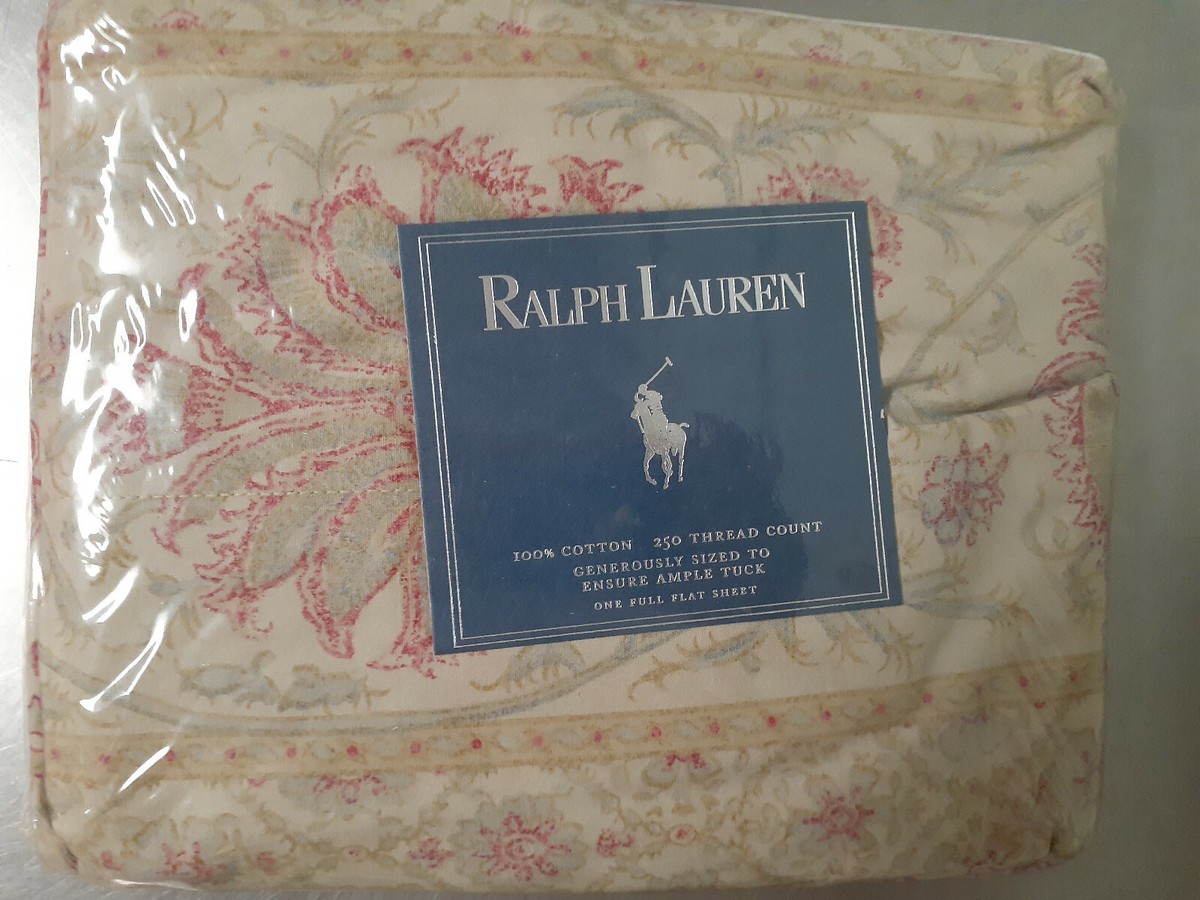 RALPH LAUREN
100% COTTON 250 THREAD COUNT
GENEROUSLY SIZED TO
ENSURE AMPLE TUCK
ONE FULL FLAT SHEET